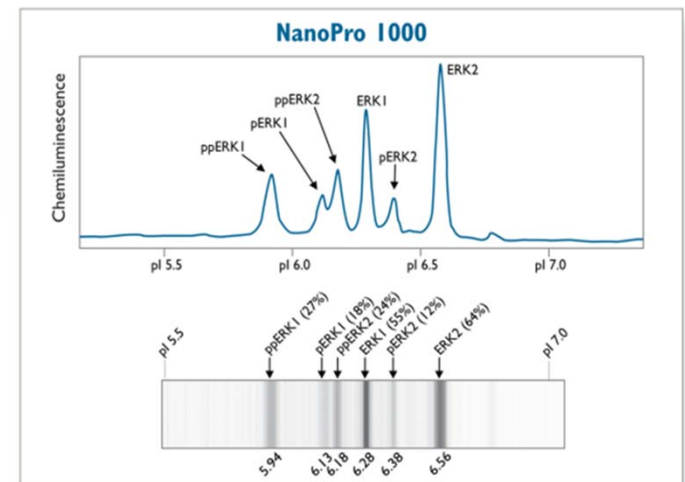 NanoPro 1000
Chemiluminescence
ERK2
ppERK2
ERK1
pERK1
ppERK1
pERK2
pI 5.5
pI 6.0
pI 6.5
pI 7.0
pI 5.5
ppERK1 (27%)
pERK1 (18%)
ppERK2 (24%)
ERK1 (55%)
pERK2 (12%)
ERK2 (64%)
pI 7.0
5.94
6.13
6.18
6.28
6.38
6.56